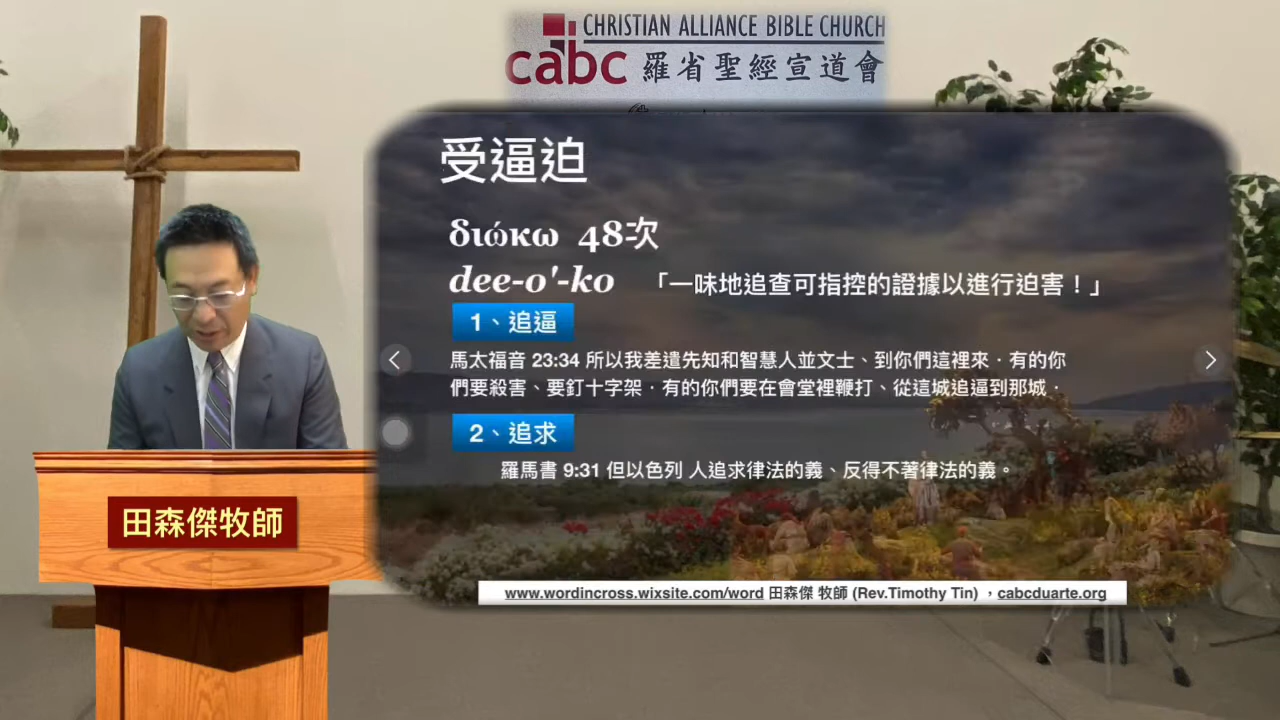 CHRISTIAN ALLIANCE BIBLE CHURCH
cabc 羅省聖經宣道會
受逼迫
διώκω 48次
dee-o'-ko 「一味地追查可指控的證據以進行迫害！」
1、追逼
馬太福音 23:34 所以我差遣先知和智慧人並文士、到你們這裡來．有的你
們要殺害、要釘十字架．有的你們要在會堂裡鞭打、從這城追逼到那城．
2、追求
羅馬書 9:31 但以色列 人追求律法的義、反得不著律法的義。
田森傑牧師
www.wordincross.wixsite.com/word 田森傑 牧師 (Rev.Timothy Tin) ，cabcduarte.org